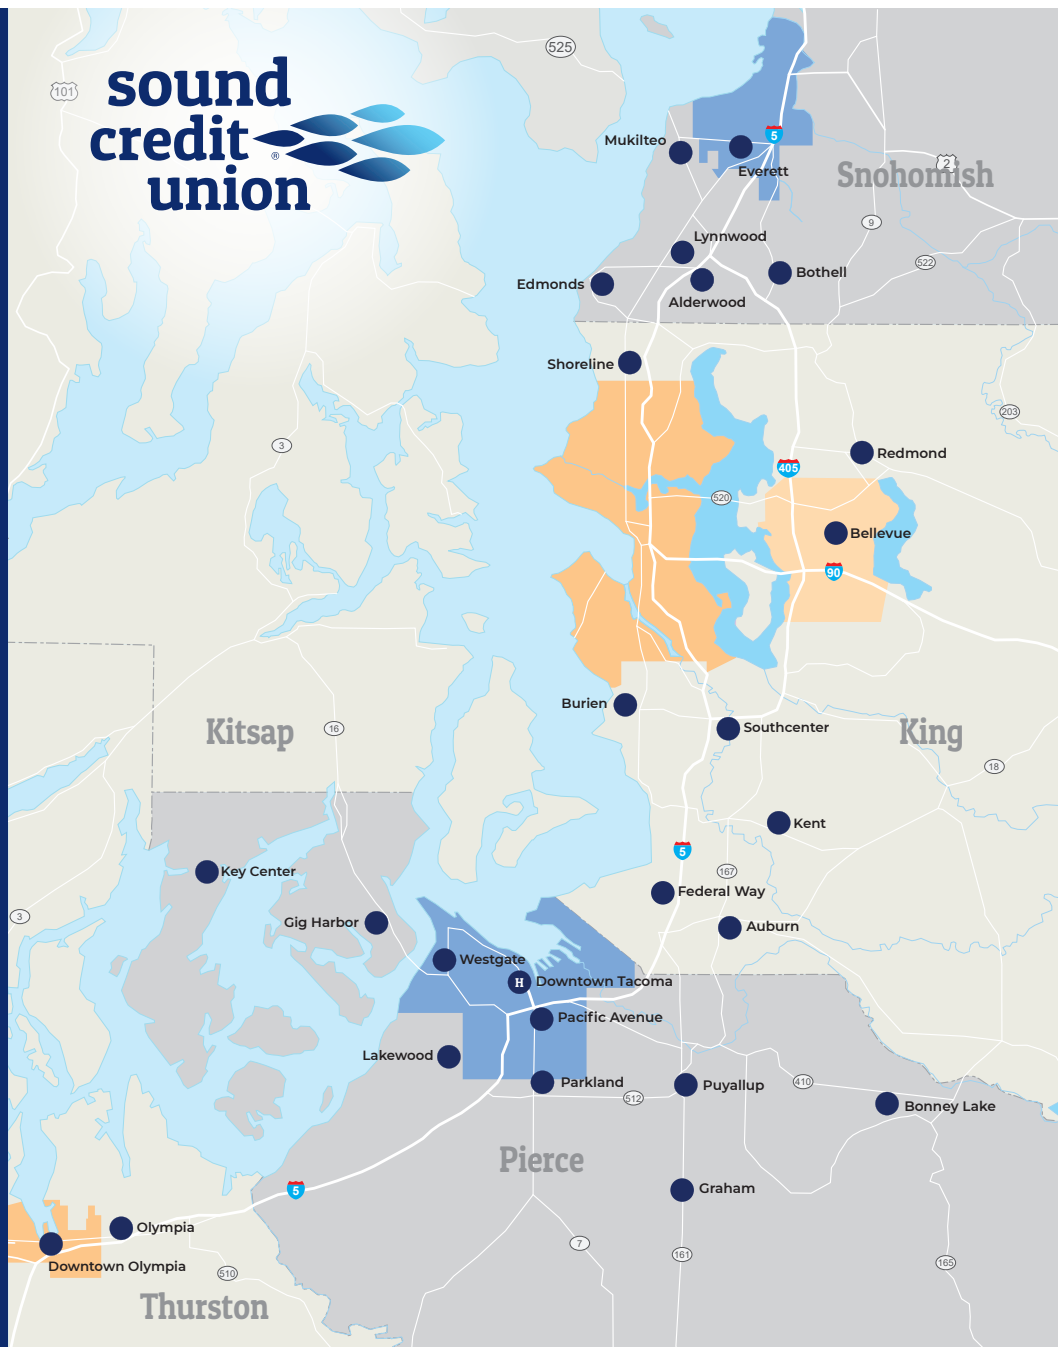 sound
credit
®
union
101
525
5
Mukilteo
Everett
Snohomish
2
9
Lynnwood
522
Bothell
Edmonds
Alderwood
Shoreline
203
3
Redmond
405
520
Bellevue
90
Burien
Southcenter
Kitsap
16
King
18
Kent
5
Key Center
167
Federal Way
3
Gig Harbor
Auburn
Westgate
H
Downtown Tacoma
Pacific Avenue
Lakewood
Parkland
Puyallup
410
512
Bonney Lake
Pierce
5
Graham
Olympia
7
161
165
Downtown Olympia
510
Thurston